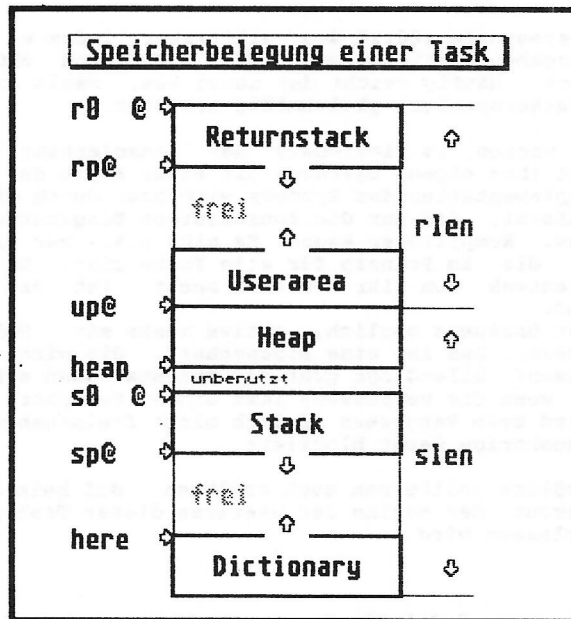 Speicherbelegung einer Task
r0 @
Returnstack
rp@
frei
rlen
Userarea
up@
Heap
heap
unbenutzt
s0 @
Stack
sp@
slen
frei
here
Dictionary